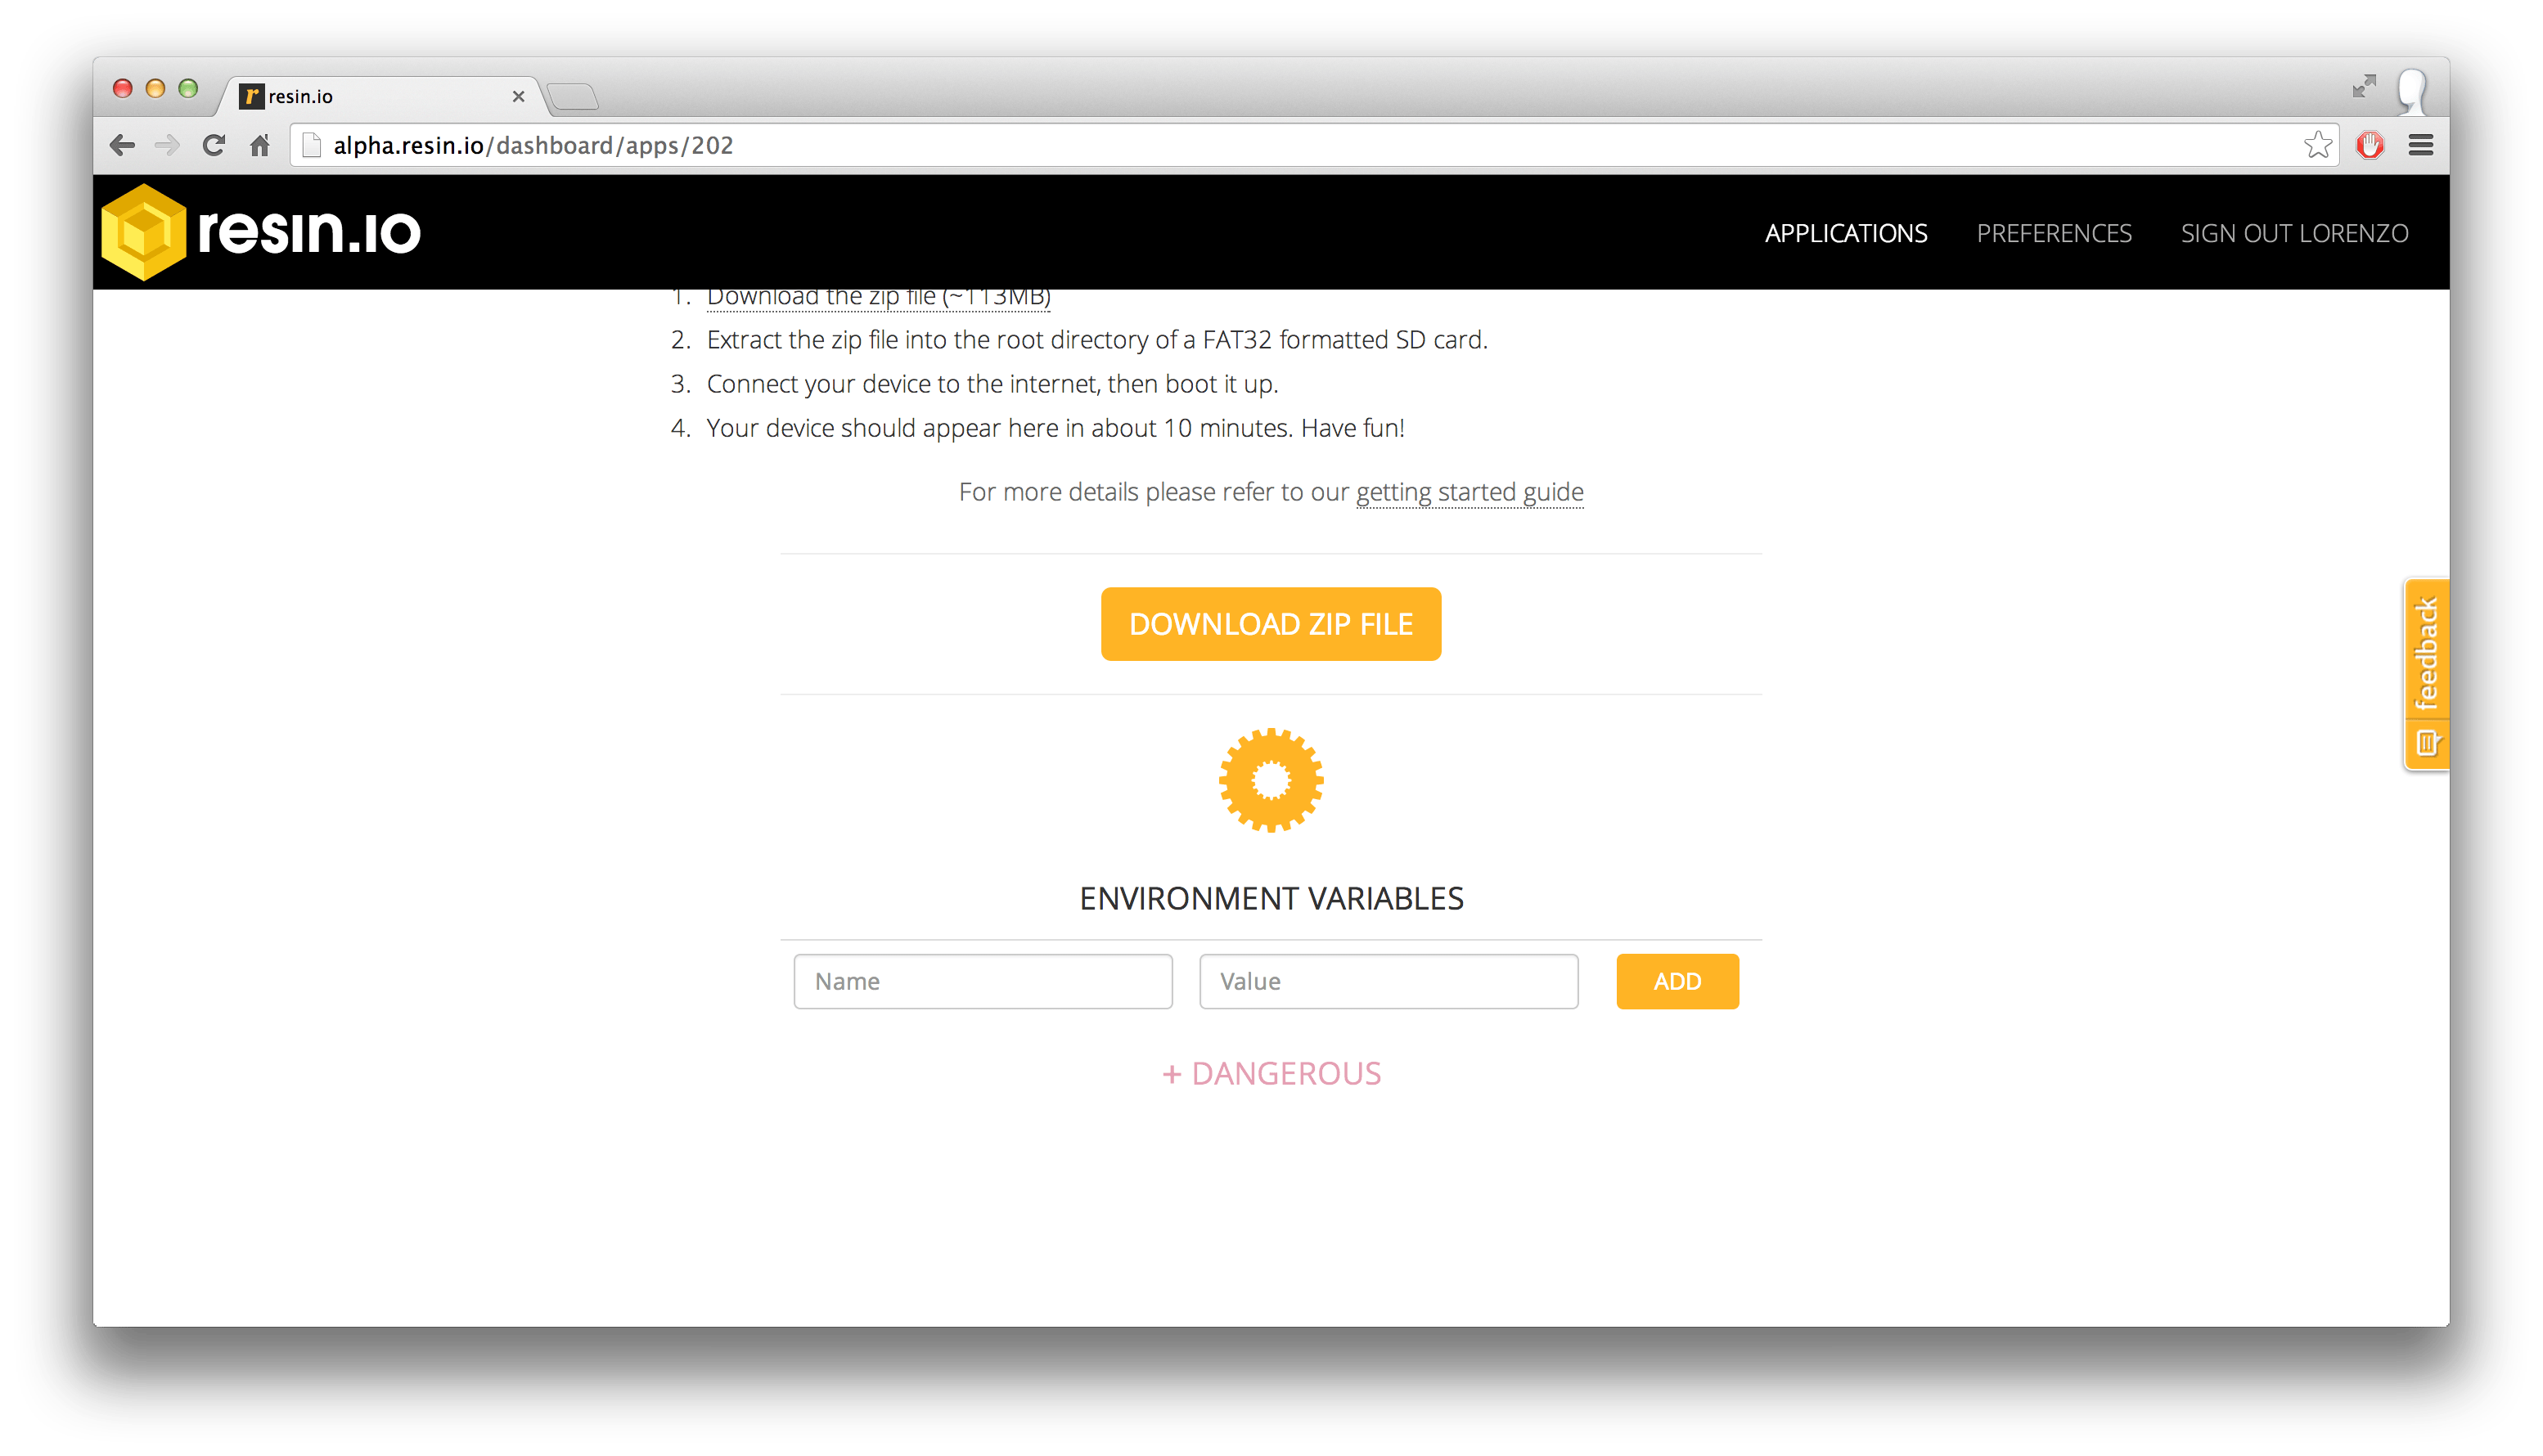 resin.io
alpha.resin.io/dashboard/apps/202
resin.io
APPLICATIONS PREFERENCES SIGN OUT LORENZO
1. Download the zip file (~113MB)
2. Extract the zip file into the root directory of a FAT32 formatted SD card.
3. Connect your device to the internet, then boot it up.
4. Your device should appear here in about 10 minutes. Have fun!
For more details please refer to our getting started guide
DOWNLOAD ZIP FILE
feedback
ENVIRONMENT VARIABLES
Name Value ADD
+ DANGEROUS